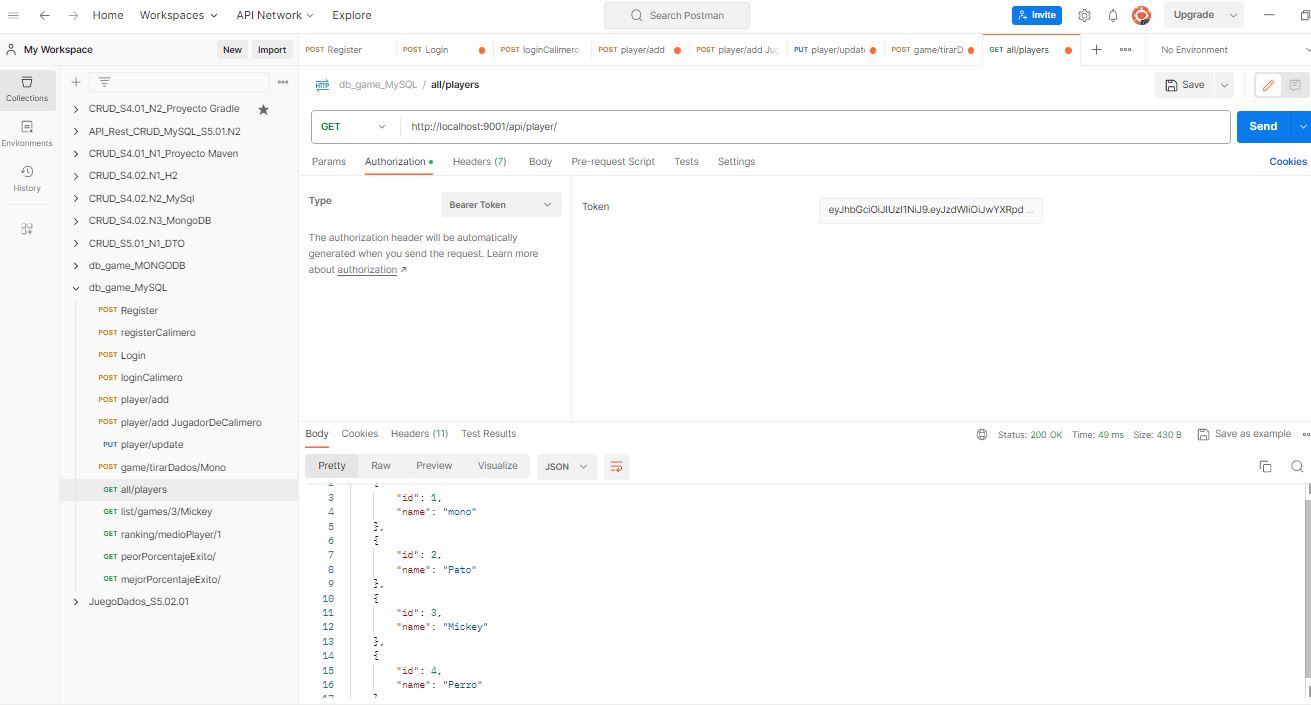 Home Workspaces API Network Explore Search Postman Invite Upgrade
My Workspace New Import
POST Register POST Login POST loginCalimero POST player/add POST player/add Jug PUT player/update POST game/tirarD GET all/players No Environment
Collections
Environments
History
CRUD_S4.01_N2_Proyecto Gradle
API_Rest_CRUD_MySQL_S5.01.N2
CRUD_S4.01_N1_Proyecto Maven
CRUD_S4.02.N1_H2
CRUD_S4.02.N2_MySql
CRUD_S4.02.N3_MongoDB
CRUD_S5.01_N1_DTO
db_game_MONGODB
db_game_MySQL
POST Register
POST registerCalimero
POST Login
POST loginCalimero
POST player/add
POST player/add JugadorDeCalimero
PUT player/update
POST game/tirarDados/Mono
GET all/players
GET list/games/3/Mickey
GET ranking/medioPlayer/1
GET peorPorcentajeExito/
GET mejorPorcentajeExito/
JuegoDados_S5.02.01
HTTP db_game_MySQL / all/players Save
GET http://localhost:9001/api/player/ Send
Params Authorization Headers (7) Body Pre-request Script Tests Settings Cookies
Type Bearer Token
The authorization header will be automatically
generated when you send the request. Learn more
about authorization ↗
Token eyJhbGciOiJIUzI1NiJ9.eyJzdWIiOiJwYXRpd ...
Body Cookies Headers (11) Test Results Status: 200 OK Time: 49 ms Size: 430 B Save as example
Pretty Raw Preview Visualize JSON
2 {
3 "id": 1,
4 "name": "mono"
5 },
6 {
7 "id": 2,
8 "name": "Pato"
9 },
10 {
11 "id": 3,
12 "name": "Mickey"
13 },
14 {
15 "id": 4,
16 "name": "Perro"
17 }